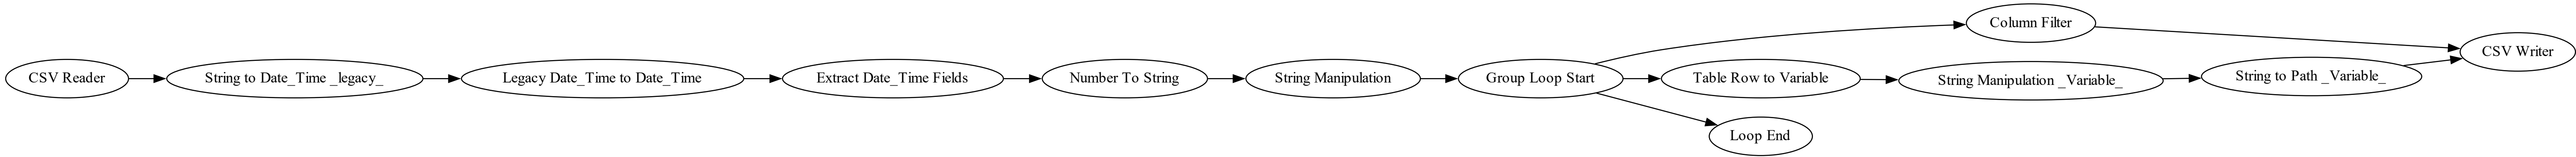 CSV Reader
String to Date_Time _legacy_
Legacy Date_Time to Date_Time
Extract Date_Time Fields
Number To String
String Manipulation
Group Loop Start
Column Filter
Table Row to Variable
Loop End
String Manipulation _Variable_
String to Path _Variable_
CSV Writer